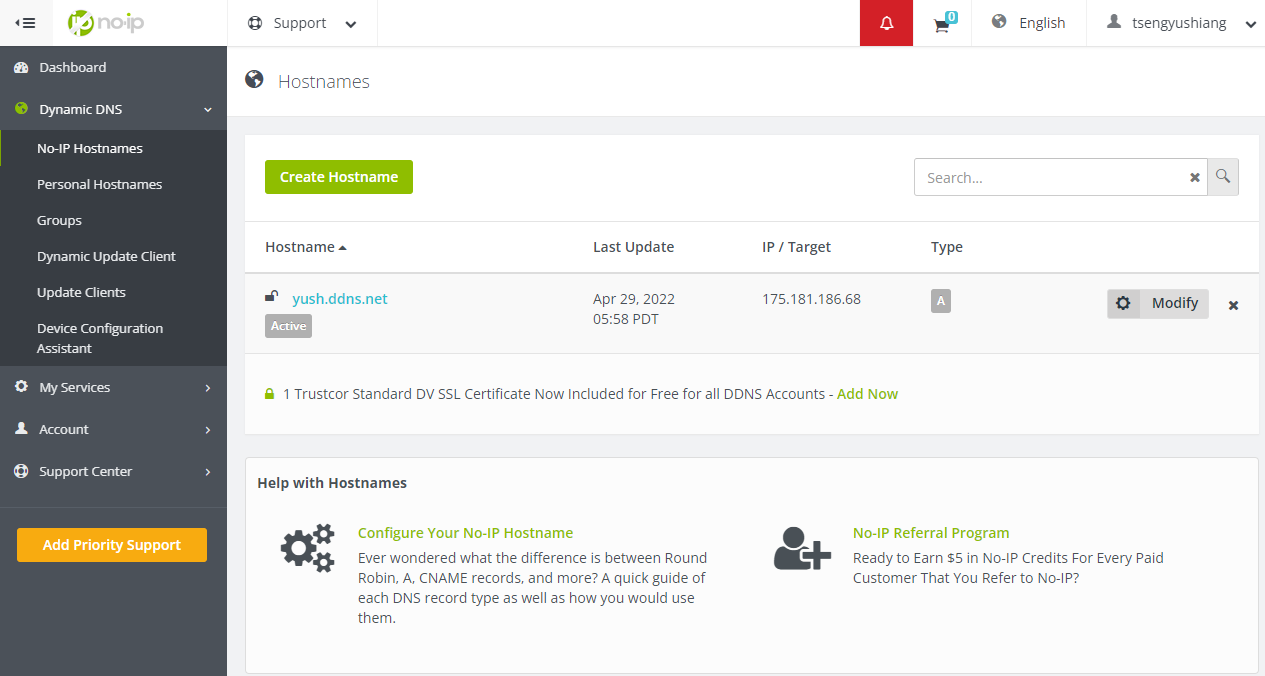 no-ip
Support
0
English
tsengyushiang
Dashboard
Dynamic DNS
No-IP Hostnames
Personal Hostnames
Groups
Dynamic Update Client
Update Clients
Device Configuration
Assistant
My Services
Account
Support Center
Add Priority Support
Hostnames
Create Hostname
Search...
Hostname Last Update IP / Target Type
yush.ddns.net Apr 29, 2022 175.181.186.68 A Modify
Active 05:58 PDT
1 Trustcor Standard DV SSL Certificate Now Included for Free for all DDNS Accounts - Add Now
Help with Hostnames
Configure Your No-IP Hostname
Ever wondered what the difference is between Round
Robin, A, CNAME records, and more? A quick guide of
each DNS record type as well as how you would use
them.
No-IP Referral Program
Ready to Earn $5 in No-IP Credits For Every Paid
Customer That You Refer to No-IP?